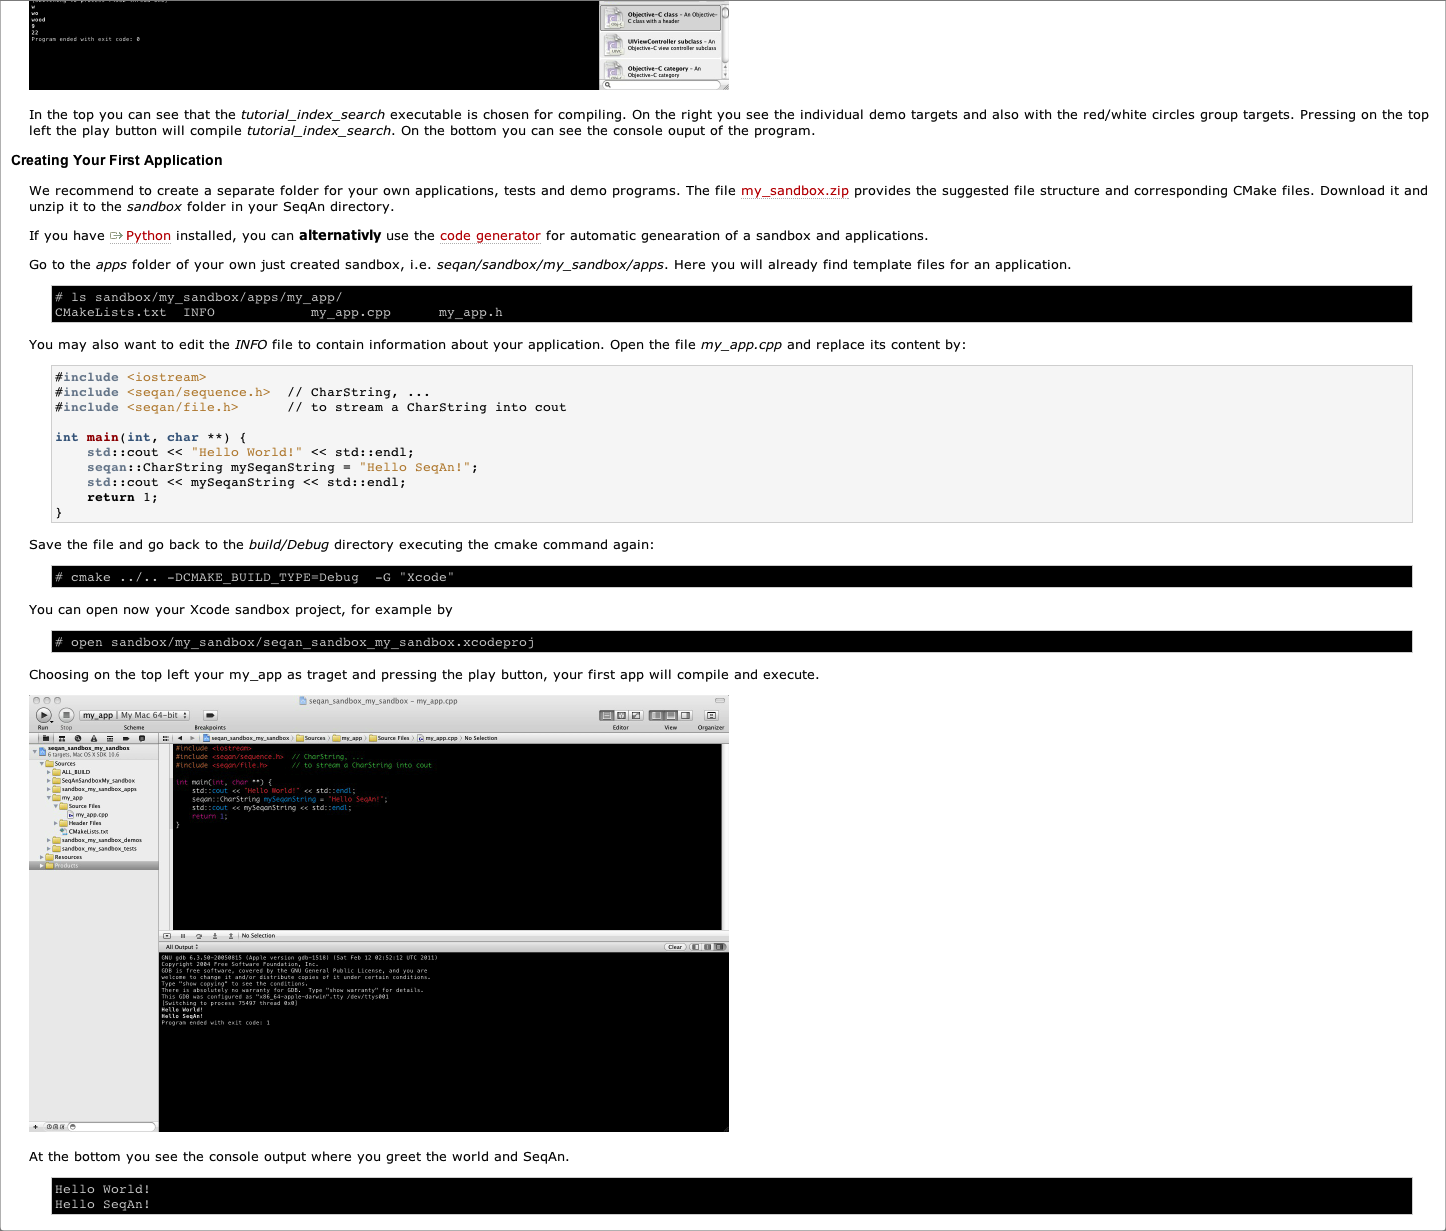 w
wo
wood
9
22
Program ended with exit code: 0
Objective-C class - An Objective-
C class with a header
UIViewController subclass - An
Objective-C view controller subclass
Objective-C category - An
Objective-C category
In the top you can see that the tutorial_index_search executable is chosen for compiling. On the right you see the individual demo targets and also with the red/white circles group targets. Pressing on the top
left the play button will compile tutorial_index_search. On the bottom you can see the console ouput of the program.
Creating Your First Application
We recommend to create a separate folder for your own applications, tests and demo programs. The file my_sandbox.zip provides the suggested file structure and corresponding CMake files. Download it and
unzip it to the sandbox folder in your SeqAn directory.
If you have Python installed, you can alternativly use the code generator for automatic genearation of a sandbox and applications.
Go to the apps folder of your own just created sandbox, i.e. seqan/sandbox/my_sandbox/apps. Here you will already find template files for an application.
# ls sandbox/my_sandbox/apps/my_app/
CMakeLists.txt  INFO            my_app.cpp      my_app.h
You may also want to edit the INFO file to contain information about your application. Open the file my_app.cpp and replace its content by:
#include <iostream>
#include <seqan/sequence.h>  // CharString, ...
#include <seqan/file.h>      // to stream a CharString into cout
int main(int, char **) {
    std::cout << "Hello World!" << std::endl;
    seqan::CharString mySeqanString = "Hello SeqAn!";
    std::cout << mySeqanString << std::endl;
    return 1;
}
Save the file and go back to the build/Debug directory executing the cmake command again:
# cmake ../.. -DCMAKE_BUILD_TYPE=Debug  -G "Xcode"
You can open now your Xcode sandbox project, for example by
# open sandbox/my_sandbox/seqan_sandbox_my_sandbox.xcodeproj
Choosing on the top left your my_app as traget and pressing the play button, your first app will compile and execute.
seqan_sandbox_my_sandbox - my_app.cpp
my_app | My Mac 64-bit
Run Stop Scheme Breakpoints Editor View Organizer
seqan_sandbox_my_sandbox
6 targets, Mac OS X SDK 10.6
Sources
ALL_BUILD
SeqAnSandboxMy_sandbox
sandbox_my_sandbox_apps
my_app
Source Files
my_app.cpp
Header Files
CMakeLists.txt
sandbox_my_sandbox_demos
sandbox_my_sandbox_tests
Resources
Products
seqan_sandbox_my_sandbox Sources my_app Source Files my_app.cpp No Selection
#include <iostream>
#include <seqan/sequence.h>  // CharString, ...
#include <seqan/file.h>      // to stream a CharString into cout
int main(int, char **) {
    std::cout << "Hello World!" << std::endl;
    seqan::CharString mySeqanString = "Hello SeqAn!";
    std::cout << mySeqanString << std::endl;
    return 1;
}
No Selection
All Output Clear
GNU gdb 6.3.50-20050815 (Apple version gdb-1518) (Sat Feb 12 02:52:12 UTC 2011)
Copyright 2004 Free Software Foundation, Inc.
GDB is free software, covered by the GNU General Public License, and you are
welcome to change it and/or distribute copies of it under certain conditions.
Type "show copying" to see the conditions.
There is absolutely no warranty for GDB.  Type "show warranty" for details.
This GDB was configured as "x86_64-apple-darwin".tty /dev/ttys001
[Switching to process 75497 thread 0x0]
Hello World!
Hello SeqAn!
Program ended with exit code: 1
At the bottom you see the console output where you greet the world and SeqAn.
Hello World!
Hello SeqAn!